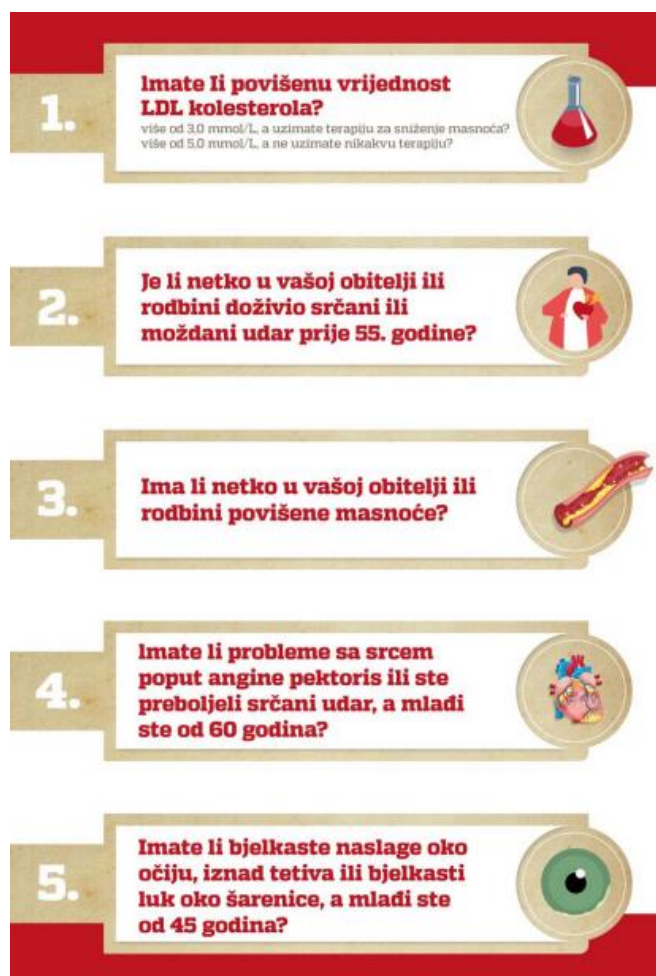 1.
Imate li povišenu vrijednost
LDL kolesterola?
više od 3,0 mmol/L, a uzimate terapiju za sniženje masnoća?
više od 5,0 mmol/L, a ne uzimate nikakvu terapiju?
2.
Je li netko u vašoj obitelji ili
rodbini doživio srčani ili
moždani udar prije 55. godine?
3.
Ima li netko u vašoj obitelji ili
rodbini povišene masnoće?
4.
Imate li probleme sa srcem
poput angine pektoris ili ste
preboljeli srčani udar, a mlađi
ste od 60 godina?
5.
Imate li bjelkaste naslage oko
očiju, iznad tetiva ili bjelkasti
luk oko šarenice, a mlađi ste
od 45 godina?